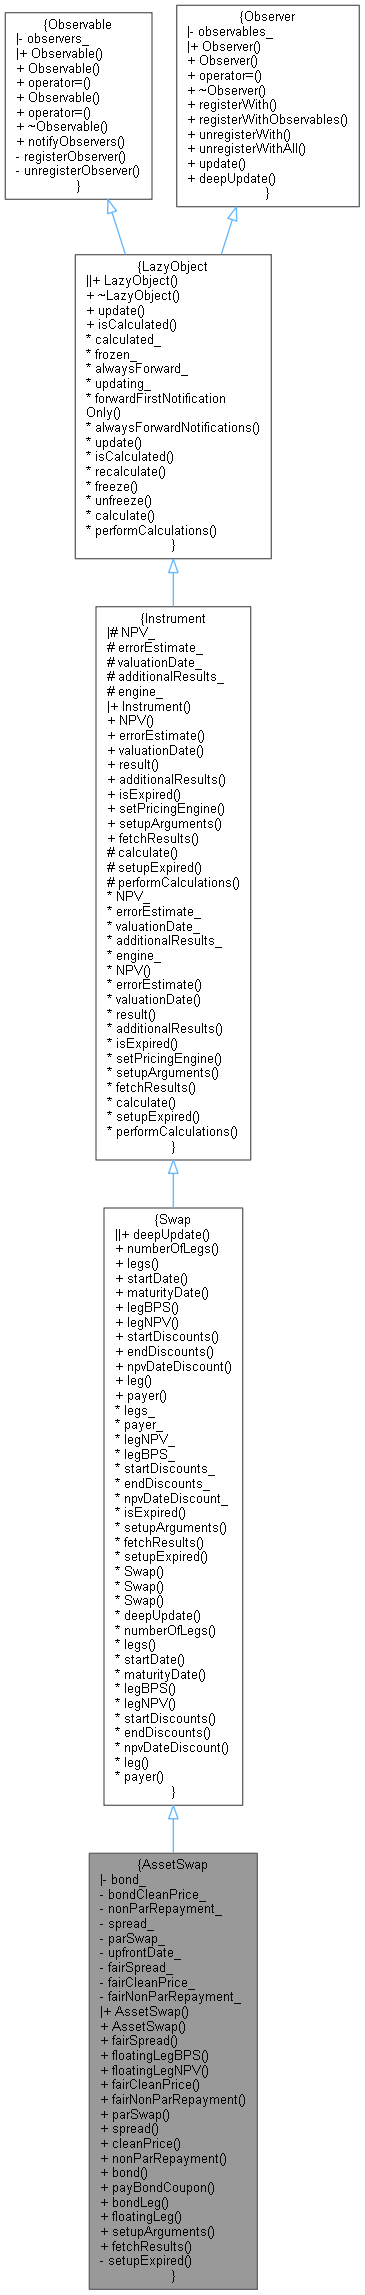 {Observable
|- observers_
|+ Observable()
+ Observable()
+ operator=()
+ Observable()
+ operator=()
+ ~Observable()
+ notifyObservers()
- registerObserver()
- unregisterObserver()
}
{Observer
|- observables_
|+ Observer()
+ Observer()
+ operator=()
+ ~Observer()
+ registerWith()
+ registerWithObservables()
+ unregisterWith()
+ unregisterWithAll()
+ update()
+ deepUpdate()
}
{LazyObject
||+ LazyObject()
+ ~LazyObject()
+ update()
+ isCalculated()
* calculated_
* frozen_
* alwaysForward_
* updating_
* forwardFirstNotification
Only()
* alwaysForwardNotifications()
* update()
* isCalculated()
* recalculate()
* freeze()
* unfreeze()
* calculate()
* performCalculations()
}
{Instrument
|# NPV_
# errorEstimate_
# valuationDate_
# additionalResults_
# engine_
|+ Instrument()
+ NPV()
+ errorEstimate()
+ valuationDate()
+ result()
+ additionalResults()
+ isExpired()
+ setPricingEngine()
+ setupArguments()
+ fetchResults()
# calculate()
# setupExpired()
# performCalculations()
* NPV_
* errorEstimate_
* valuationDate_
* additionalResults_
* engine_
* NPV()
* errorEstimate()
* valuationDate()
* result()
* additionalResults()
* isExpired()
* setPricingEngine()
* setupArguments()
* fetchResults()
* calculate()
* setupExpired()
* performCalculations()
}
{Swap
||+ deepUpdate()
+ numberOfLegs()
+ legs()
+ startDate()
+ maturityDate()
+ legBPS()
+ legNPV()
+ startDiscounts()
+ endDiscounts()
+ npvDateDiscount()
+ leg()
+ payer()
* legs_
* payer_
* legNPV_
* legBPS_
* startDiscounts_
* endDiscounts_
* npvDateDiscount_
* isExpired()
* setupArguments()
* fetchResults()
* setupExpired()
* Swap()
* Swap()
* Swap()
* deepUpdate()
* numberOfLegs()
* legs()
* startDate()
* maturityDate()
* legBPS()
* legNPV()
* startDiscounts()
* endDiscounts()
* npvDateDiscount()
* leg()
* payer()
}
{AssetSwap
|- bond_
- bondCleanPrice_
- nonParRepayment_
- spread_
- parSwap_
- upfrontDate_
- fairSpread_
- fairCleanPrice_
- fairNonParRepayment_
|+ AssetSwap()
+ AssetSwap()
+ fairSpread()
+ floatingLegBPS()
+ floatingLegNPV()
+ fairCleanPrice()
+ fairNonParRepayment()
+ parSwap()
+ spread()
+ cleanPrice()
+ nonParRepayment()
+ bond()
+ payBondCoupon()
+ bondLeg()
+ floatingLeg()
+ setupArguments()
+ fetchResults()
- setupExpired()
}